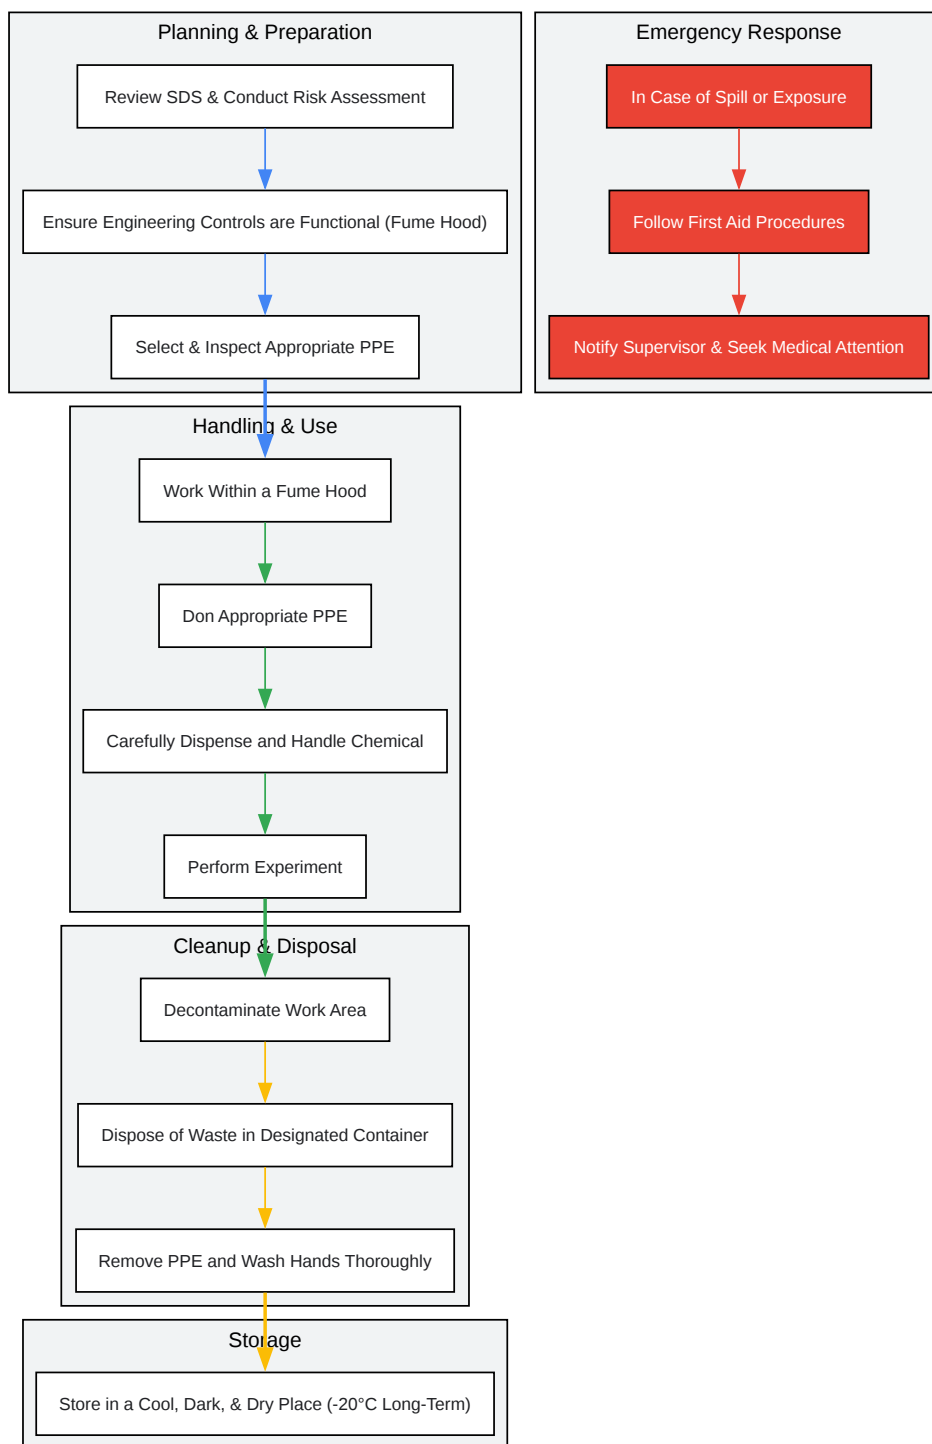 Planning & Preparation
Review SDS & Conduct Risk Assessment
Ensure Engineering Controls are Functional (Fume Hood)
Select & Inspect Appropriate PPE
Emergency Response
In Case of Spill or Exposure
Follow First Aid Procedures
Notify Supervisor & Seek Medical Attention
Handling & Use
Work Within a Fume Hood
Don Appropriate PPE
Carefully Dispense and Handle Chemical
Perform Experiment
Cleanup & Disposal
Decontaminate Work Area
Dispose of Waste in Designated Container
Remove PPE and Wash Hands Thoroughly
Storage
Store in a Cool, Dark, & Dry Place (-20°C Long-Term)